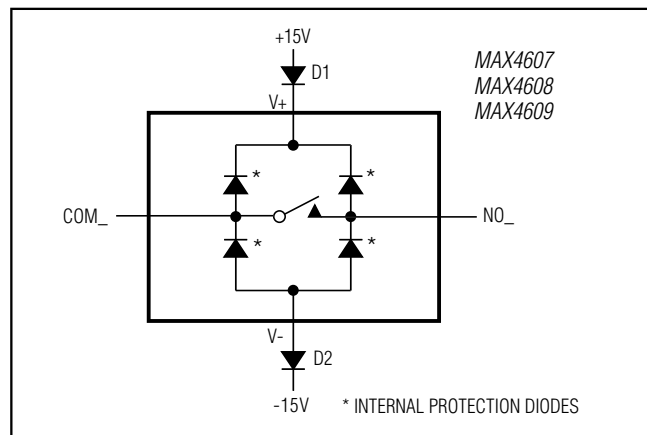 +15V
D1
MAX4607
MAX4608
MAX4609
V+
*
*
COM_
NO_
*
*
V-
D2
-15V
* INTERNAL PROTECTION DIODES